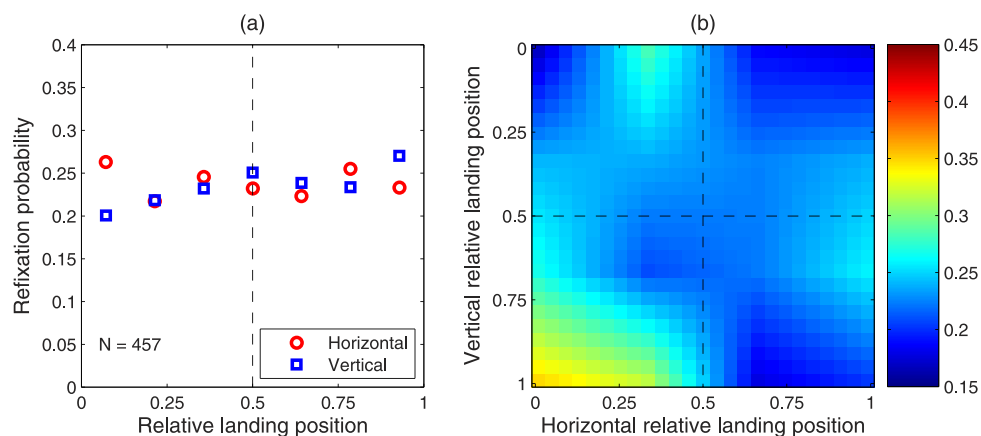 (a)
Refixation probability
0.4
0.35
0.3
0.25
0.2
0.15
0.1
0.05
0
N = 457
Horizontal
Vertical
0 0.25 0.5 0.75 1
Relative landing position
(b)
Vertical relative landing position
0
0.25
0.5
0.75
1
0 0.25 0.5 0.75 1
Horizontal relative landing position
0.45
0.4
0.35
0.3
0.25
0.2
0.15